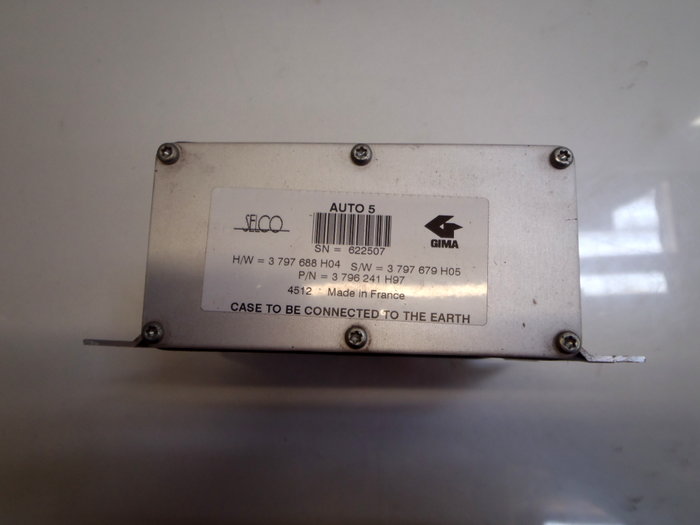 AUTO 5
SELCO
GIMA
SN = 622507
H/W = 3 797 688 H04 S/W = 3 797 679 H05
P/N = 3 796 241 H97
4512 Made in France
CASE TO BE CONNECTED TO THE EARTH